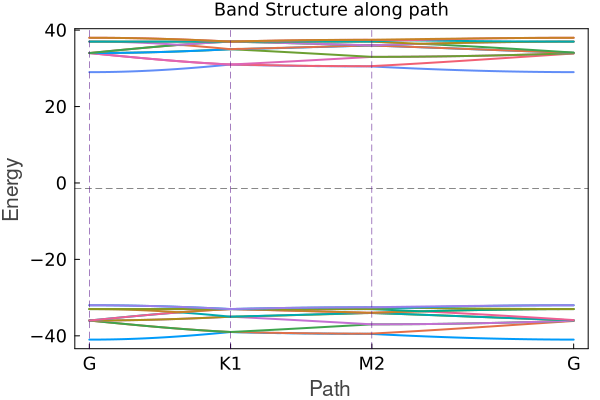 Band Structure along path
40
20
0
−20
−40
Energy
G K1 M2 G
Path